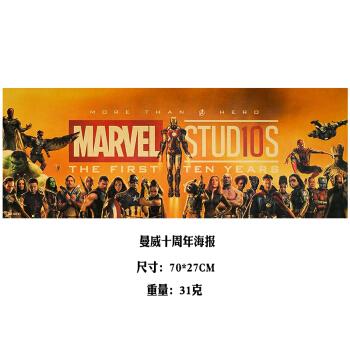 MORE THAN A HERO
MARVEL STUDIOS
THE FIRST TEN YEARS
曼威十周年海报
尺寸：70*27CM
重量：31克